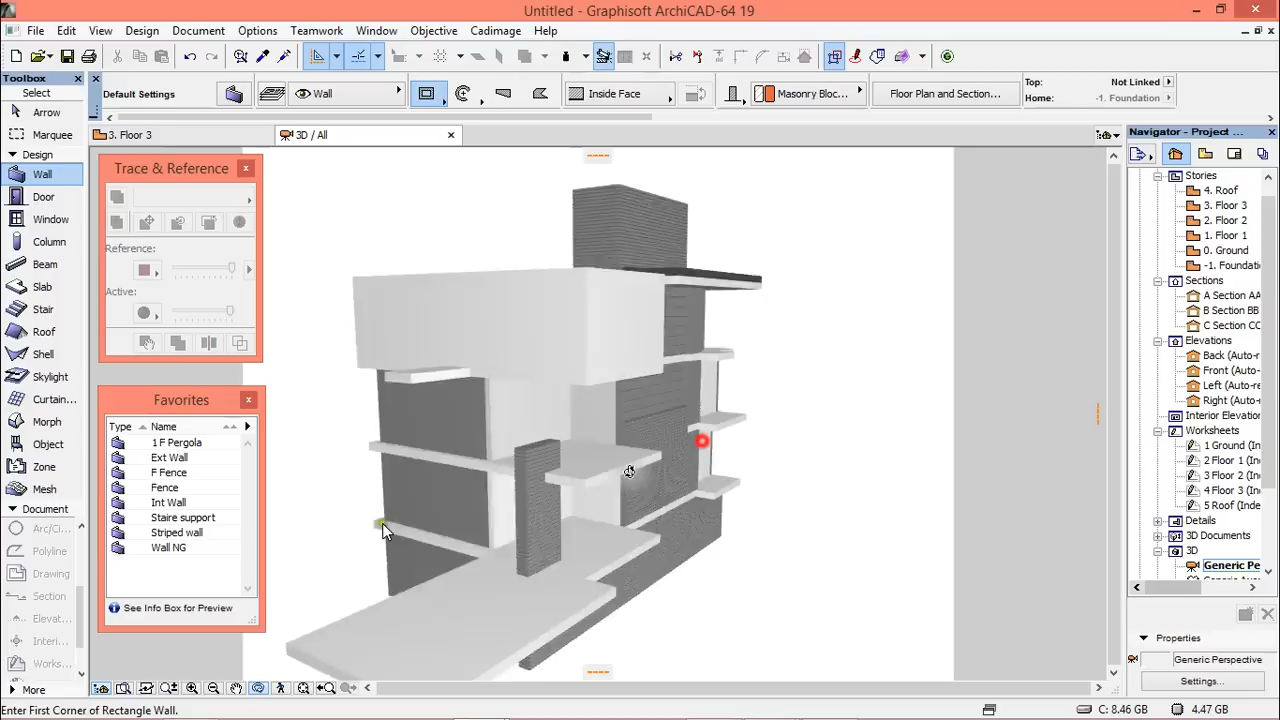 Untitled - Graphisoft ArchiCAD-64 19
File Edit View Design Document Options Teamwork Window Objective Cadimage Help
Toolbox
Select
Arrow
Marquee
Design
Wall
Door
Window
Column
Beam
Slab
Stair
Roof
Shell
Skylight
Curtain...
Morph
Object
Zone
Mesh
Document
Arc/Ci...
Polyline
Drawing
Section
Elevat...
Interi...
Works...
More
Default Settings
Wall
Inside Face
Masonry Bloc...
Floor Plan and Section...
Top: Not Linked
Home: -1. Foundation
3. Floor 3
3D / All
Trace & Reference
Reference:
Active:
Favorites
Type Name
1 F Pergola
Ext Wall
F Fence
Fence
Int Wall
Staire support
Striped wall
Wall NG
See Info Box for Preview
Navigator - Project ...
Stories
4. Roof
3. Floor 3
2. Floor 2
1. Floor 1
0. Ground
-1. Foundatio
Sections
A Section AA
B Section BB
C Section CC
Elevations
Back (Auto-r
Front (Auto-
Left (Auto-re
Right (Auto-
Interior Elevation
Worksheets
1 Ground (In
2 Floor 1 (In
3 Floor 2 (In
4 Floor 3 (In
5 Roof (Inde
Details
3D Documents
3D
Generic Pe
Properties
Generic Perspective
Settings...
Enter First Corner of Rectangle Wall.
C: 8.46 GB
4.47 GB